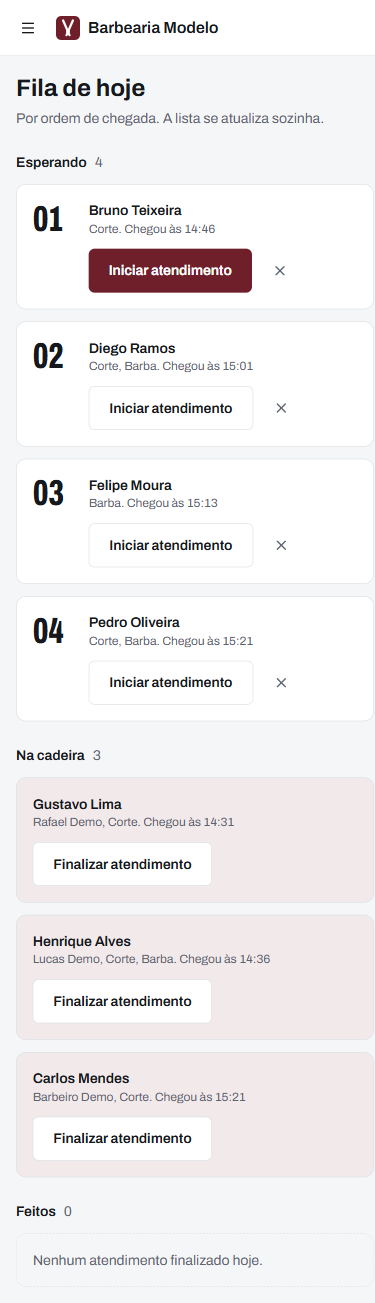 Barbearia Modelo
Fila de hoje
Por ordem de chegada. A lista se atualiza sozinha.
Esperando 4
01
Bruno Teixeira
Corte. Chegou às 14:46
Iniciar atendimento
02
Diego Ramos
Corte, Barba. Chegou às 15:01
Iniciar atendimento
03
Felipe Moura
Barba. Chegou às 15:13
Iniciar atendimento
04
Pedro Oliveira
Corte, Barba. Chegou às 15:21
Iniciar atendimento
Na cadeira 3
Gustavo Lima
Rafael Demo, Corte. Chegou às 14:31
Finalizar atendimento
Henrique Alves
Lucas Demo, Corte, Barba. Chegou às 14:36
Finalizar atendimento
Carlos Mendes
Barbeiro Demo, Corte. Chegou às 15:21
Finalizar atendimento
Feitos 0
Nenhum atendimento finalizado hoje.